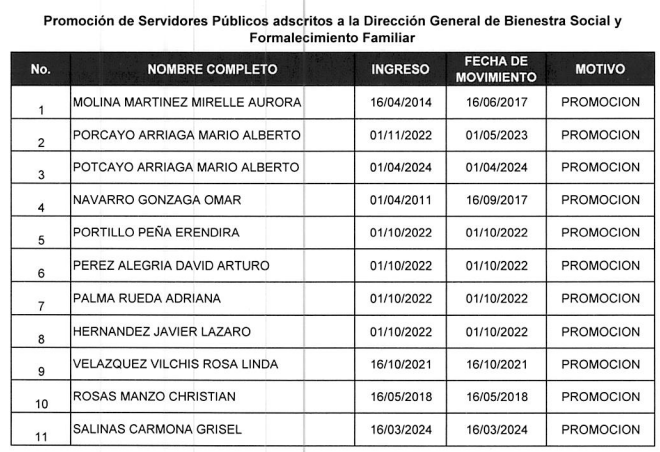 Promoción de Servidores Públicos adscritos a la Dirección General de Bienestra Social y
Formalecimiento Familiar
No. NOMBRE COMPLETO INGRESO FECHA DE MOVIMIENTO MOTIVO
1 MOLINA MARTINEZ MIRELLE AURORA 16/04/2014 16/06/2017 PROMOCION
2 PORCAYO ARRIAGA MARIO ALBERTO 01/11/2022 01/05/2023 PROMOCION
3 POTCAYO ARRIAGA MARIO ALBERTO 01/04/2024 01/04/2024 PROMOCION
4 NAVARRO GONZAGA OMAR 01/04/2011 16/09/2017 PROMOCION
5 PORTILLO PEÑA ERENDIRA 01/10/2022 01/10/2022 PROMOCION
6 PEREZ ALEGRIA DAVID ARTURO 01/10/2022 01/10/2022 PROMOCION
7 PALMA RUEDA ADRIANA 01/10/2022 01/10/2022 PROMOCION
8 HERNANDEZ JAVIER LAZARO 01/10/2022 01/10/2022 PROMOCION
9 VELAZQUEZ VILCHIS ROSA LINDA 16/10/2021 16/10/2021 PROMOCION
10 ROSAS MANZO CHRISTIAN 16/05/2018 16/05/2018 PROMOCION
11 SALINAS CARMONA GRISEL 16/03/2024 16/03/2024 PROMOCION